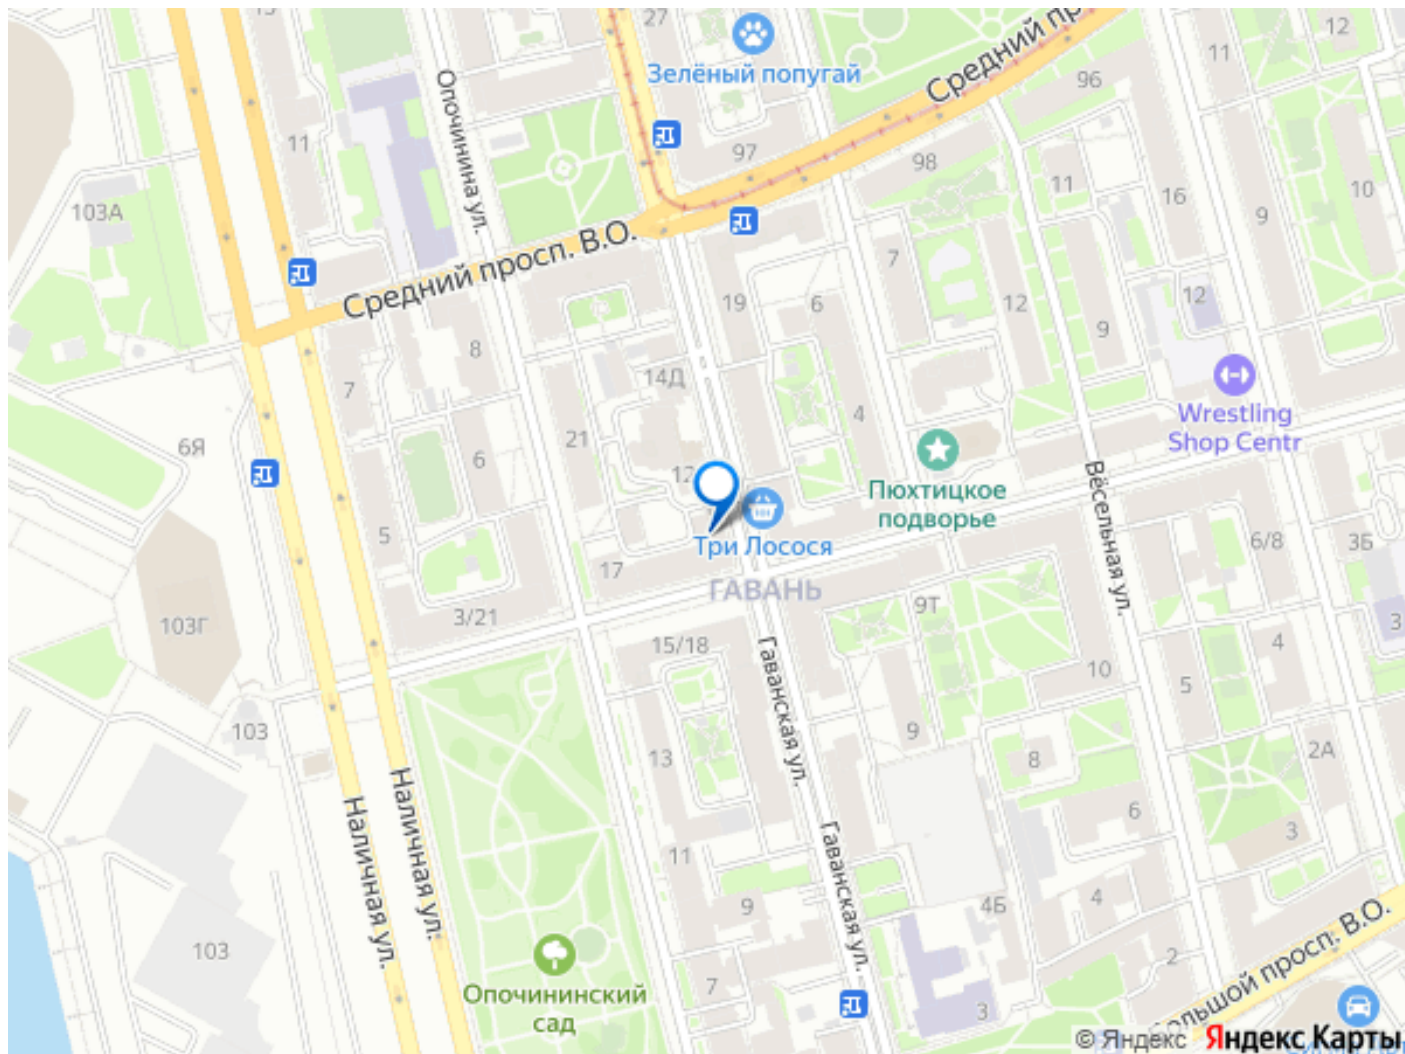 27
Зелёный попугай
Средний пр
12
11
96
Опочинина ул.
11
97
98
11
16
10
103А
9
Средний просп. В.О.
7
19
6
12
12
9
8
14Д
7
4
Wrestling
Shop Centr
21
6Я
6
12
Пюхтицкое
подворье
Вёсельная ул.
5
Три Лосося
6/8
3Б
17
ГАВАНЬ
9Т
3/21
103Г
15/18
4
3
10
5
Гаванская ул.
9
103
13
8
2А
Наличная ул.
Наличная ул.
6
3
Гаванская ул.
11
9
4Б
4
103
2
Большой просп. В.О.
Опочининский
сад
7
3
© Яндекс Яндекс Карты